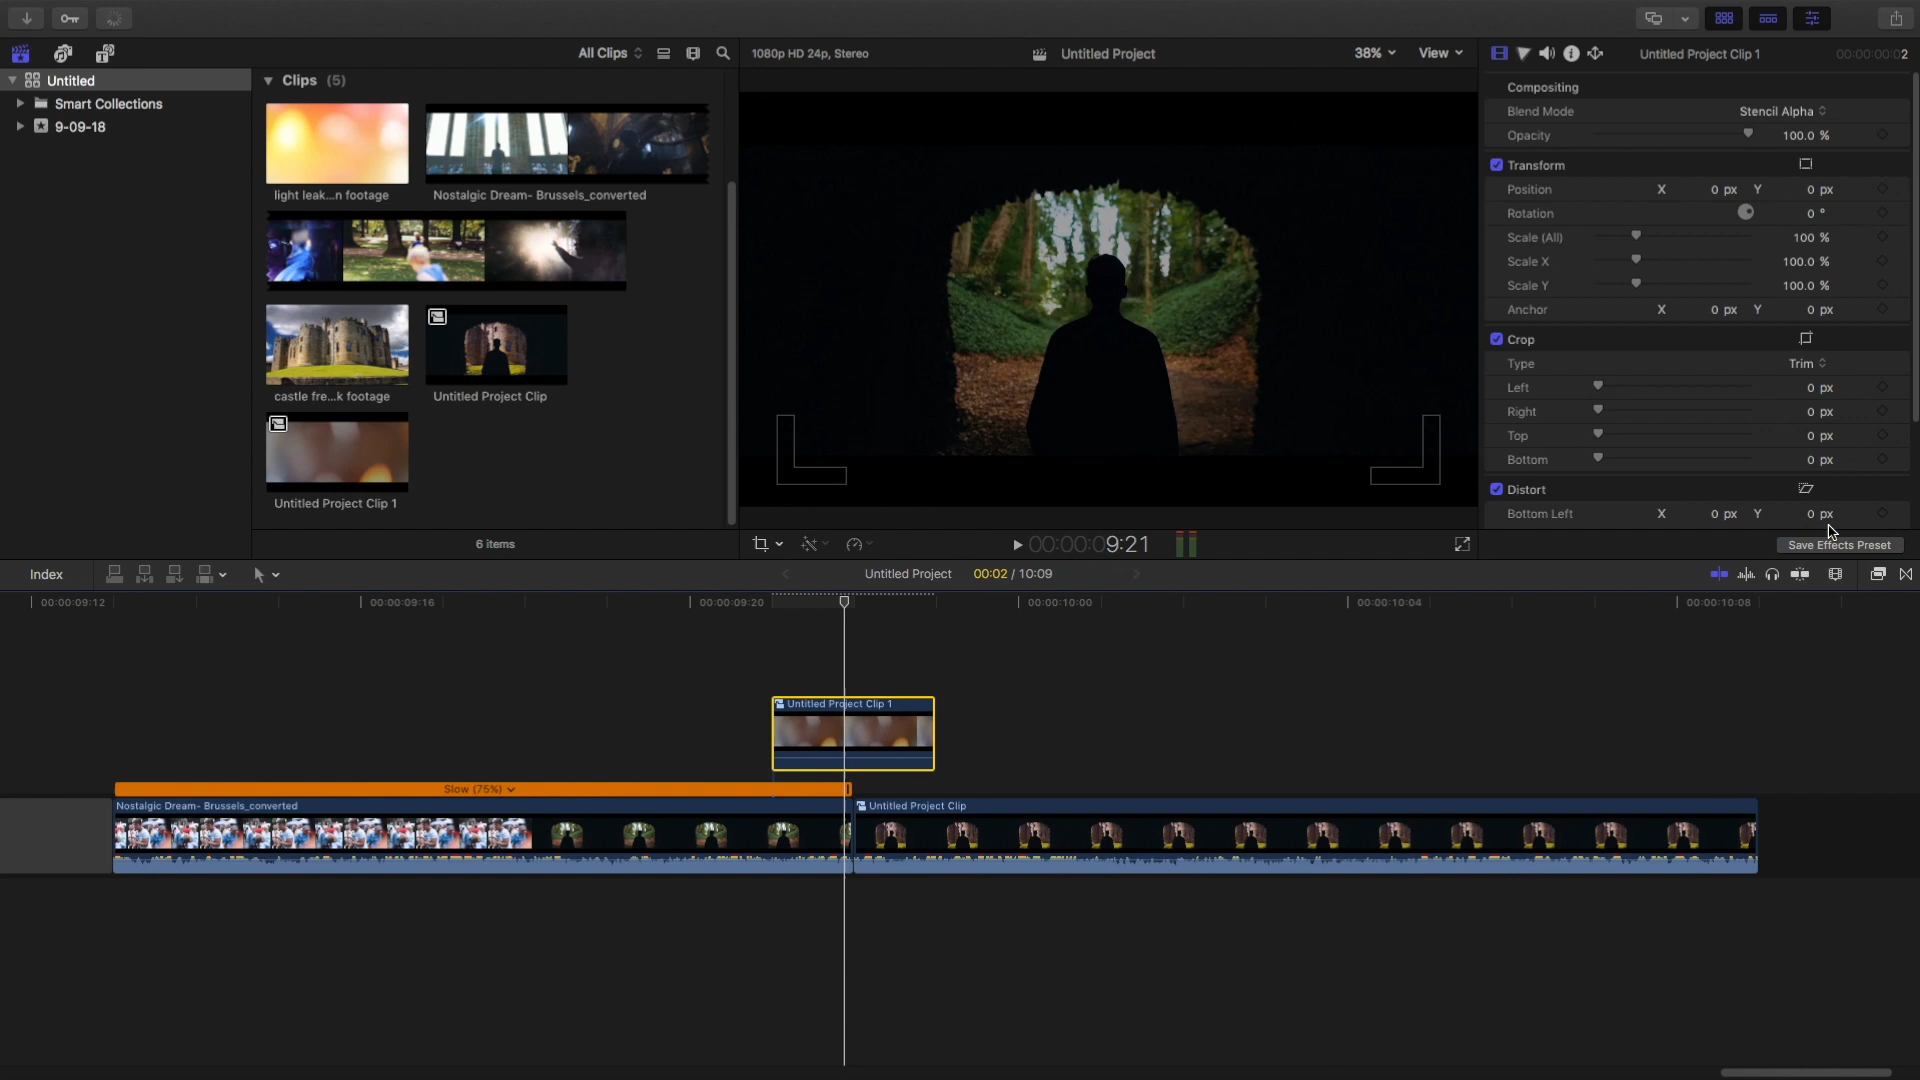 All Clips
1080p HD 24p, Stereo
Untitled Project
38%
View
Untitled Project Clip 1
00:00:00:02
Untitled
Smart Collections
9-09-18
Clips (5)
light leak...n footage
Nostalgic Dream- Brussels_converted
castle fre...k footage
Untitled Project Clip
Untitled Project Clip 1
6 items
Compositing
Blend Mode
Stencil Alpha
Opacity
100.0 %
Transform
Position X 0 px Y 0 px
Rotation 0 °
Scale (All) 100 %
Scale X 100.0 %
Scale Y 100.0 %
Anchor X 0 px Y 0 px
Crop
Type Trim
Left 0 px
Right 0 px
Top 0 px
Bottom 0 px
Distort
Bottom Left X 0 px Y 0 px
Save Effects Preset
00:00:09:21
Index
Untitled Project 00:02 / 10:09
00:00:09:12
00:00:09:16
00:00:09:20
00:00:10:00
00:00:10:04
00:00:10:08
Untitled Project Clip 1
Slow (75%)
Nostalgic Dream- Brussels_converted
Untitled Project Clip